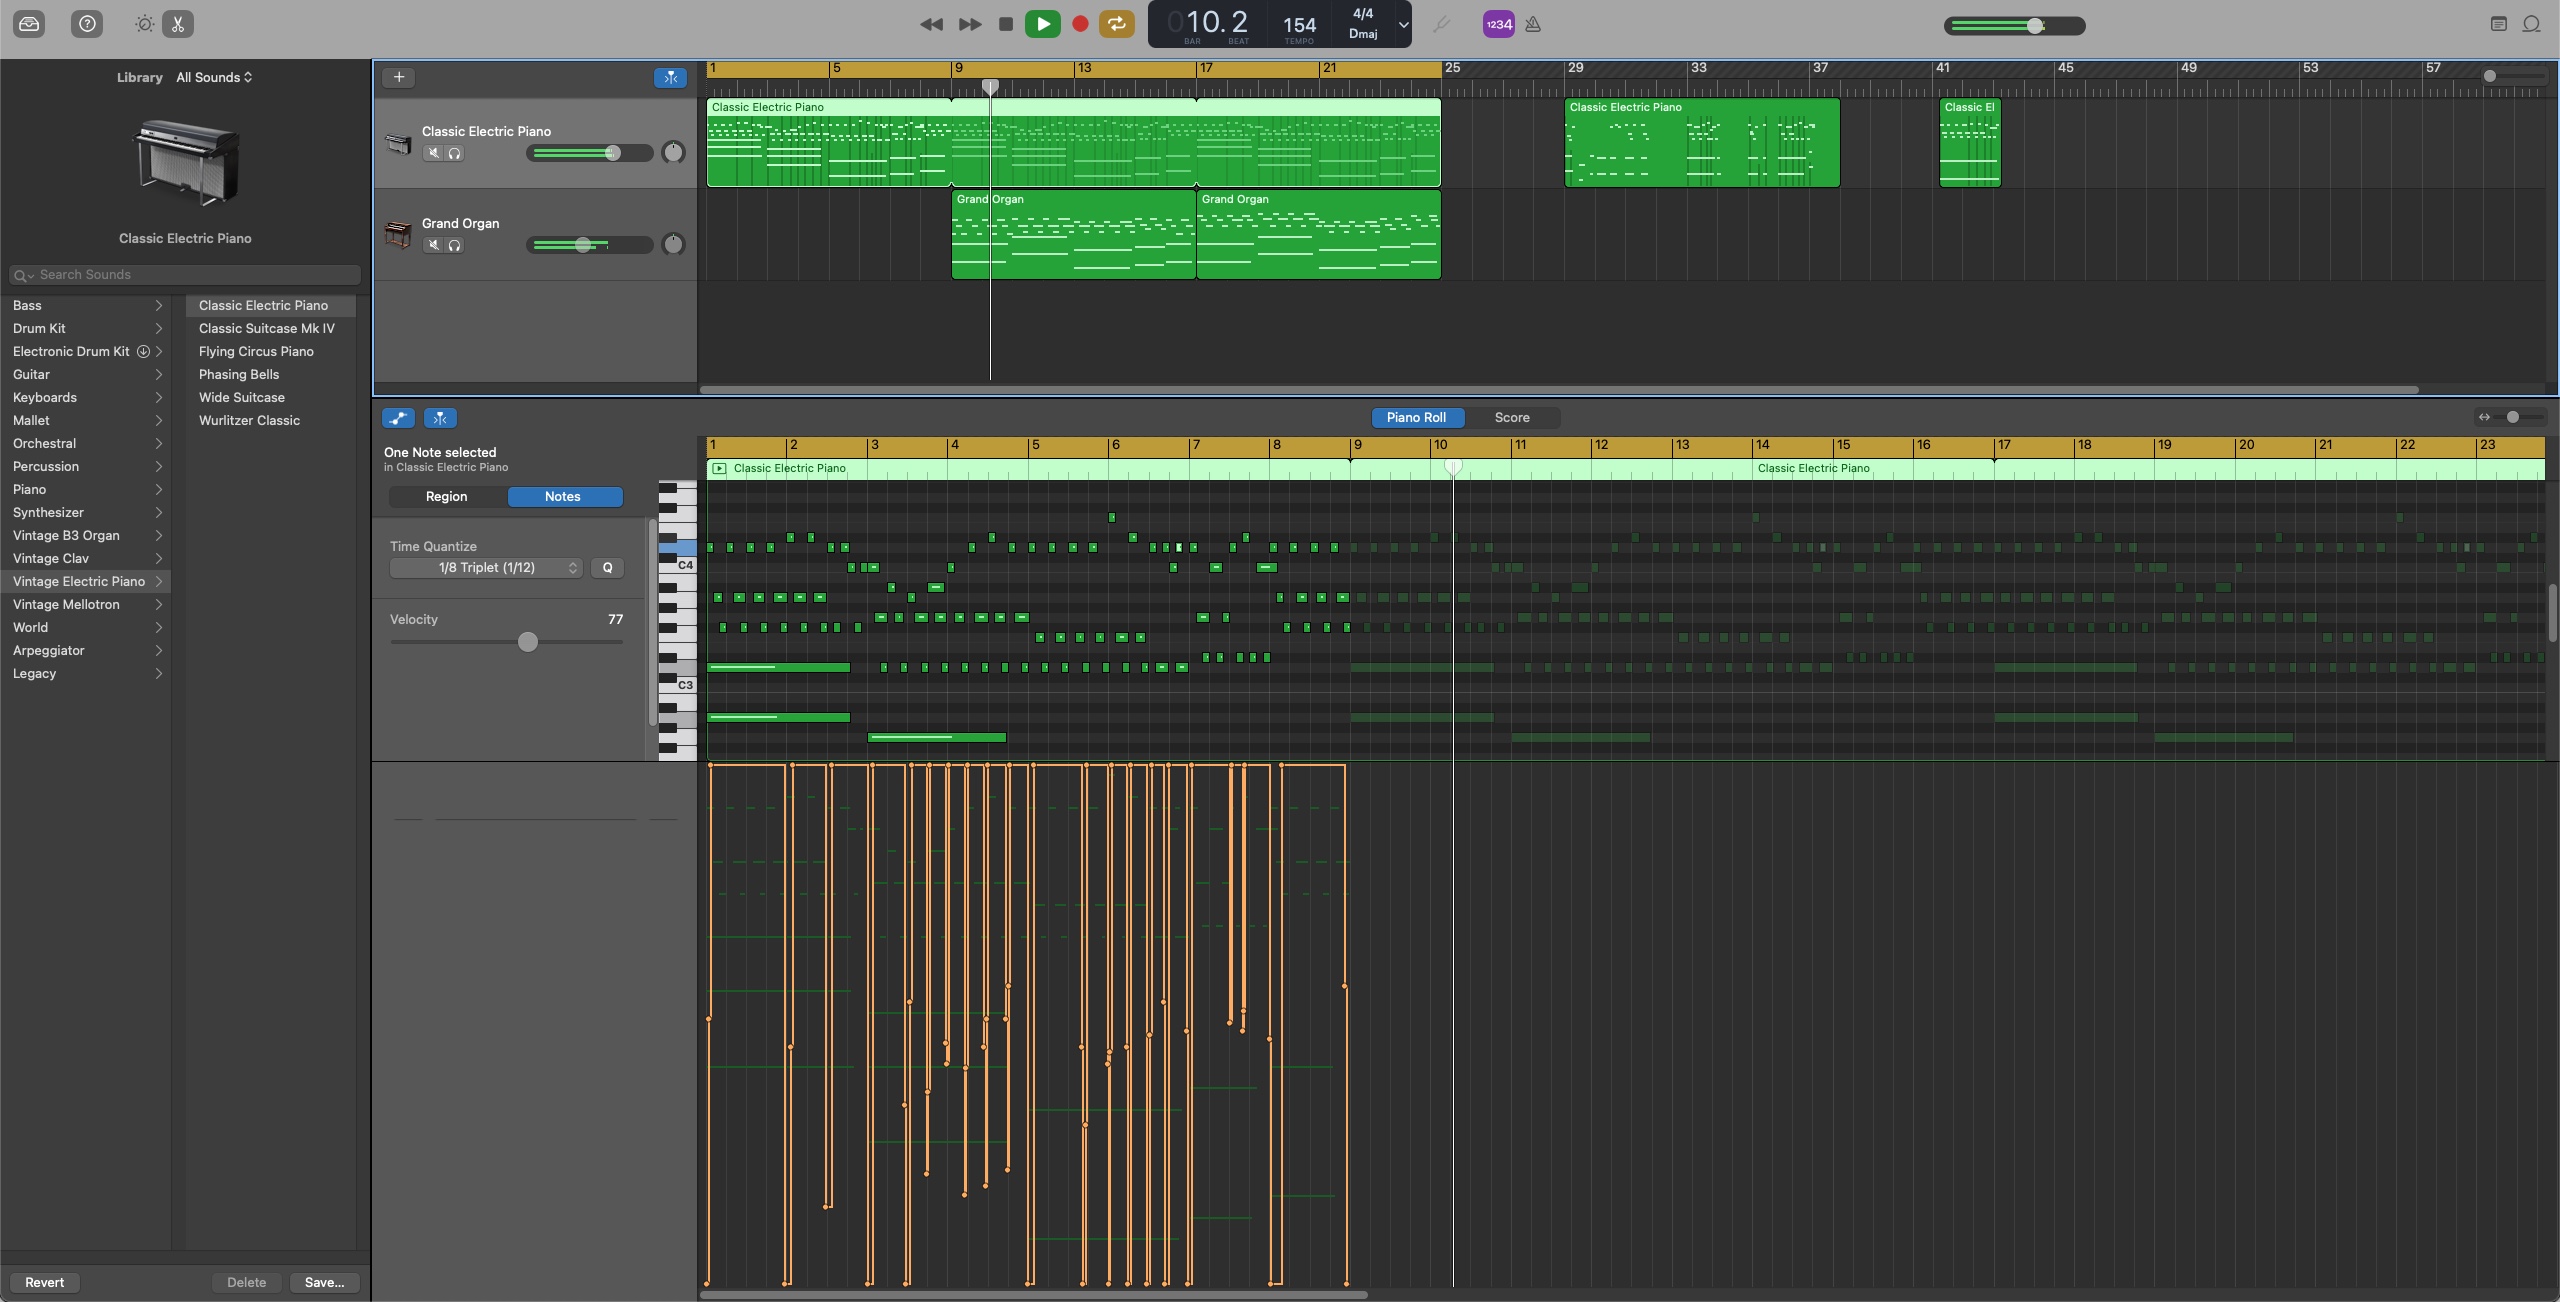 10.2
BAR BEAT
154
TEMPO
4/4
Dmaj
1234
Library All Sounds
Classic Electric Piano
Search Sounds
Bass
Drum Kit
Electronic Drum Kit
Guitar
Keyboards
Mallet
Orchestral
Percussion
Piano
Synthesizer
Vintage B3 Organ
Vintage Clav
Vintage Electric Piano
Vintage Mellotron
World
Arpeggiator
Legacy
Classic Electric Piano
Classic Suitcase Mk IV
Flying Circus Piano
Phasing Bells
Wide Suitcase
Wurlitzer Classic
Revert Delete Save...
1 5 9 13 17 21 25 29 33 37 41 45 49 53 57
Classic Electric Piano Classic Electric Piano Classic El
Classic Electric Piano
Grand Organ Grand Organ
Grand Organ
Piano Roll Score
1 2 3 4 5 6 7 8 9 10 11 12 13 14 15 16 17 18 19 20 21 22 23
Classic Electric Piano Classic Electric Piano
One Note selected
in Classic Electric Piano
Region Notes
Time Quantize
1/8 Triplet (1/12) Q
Velocity 77
C4
C3